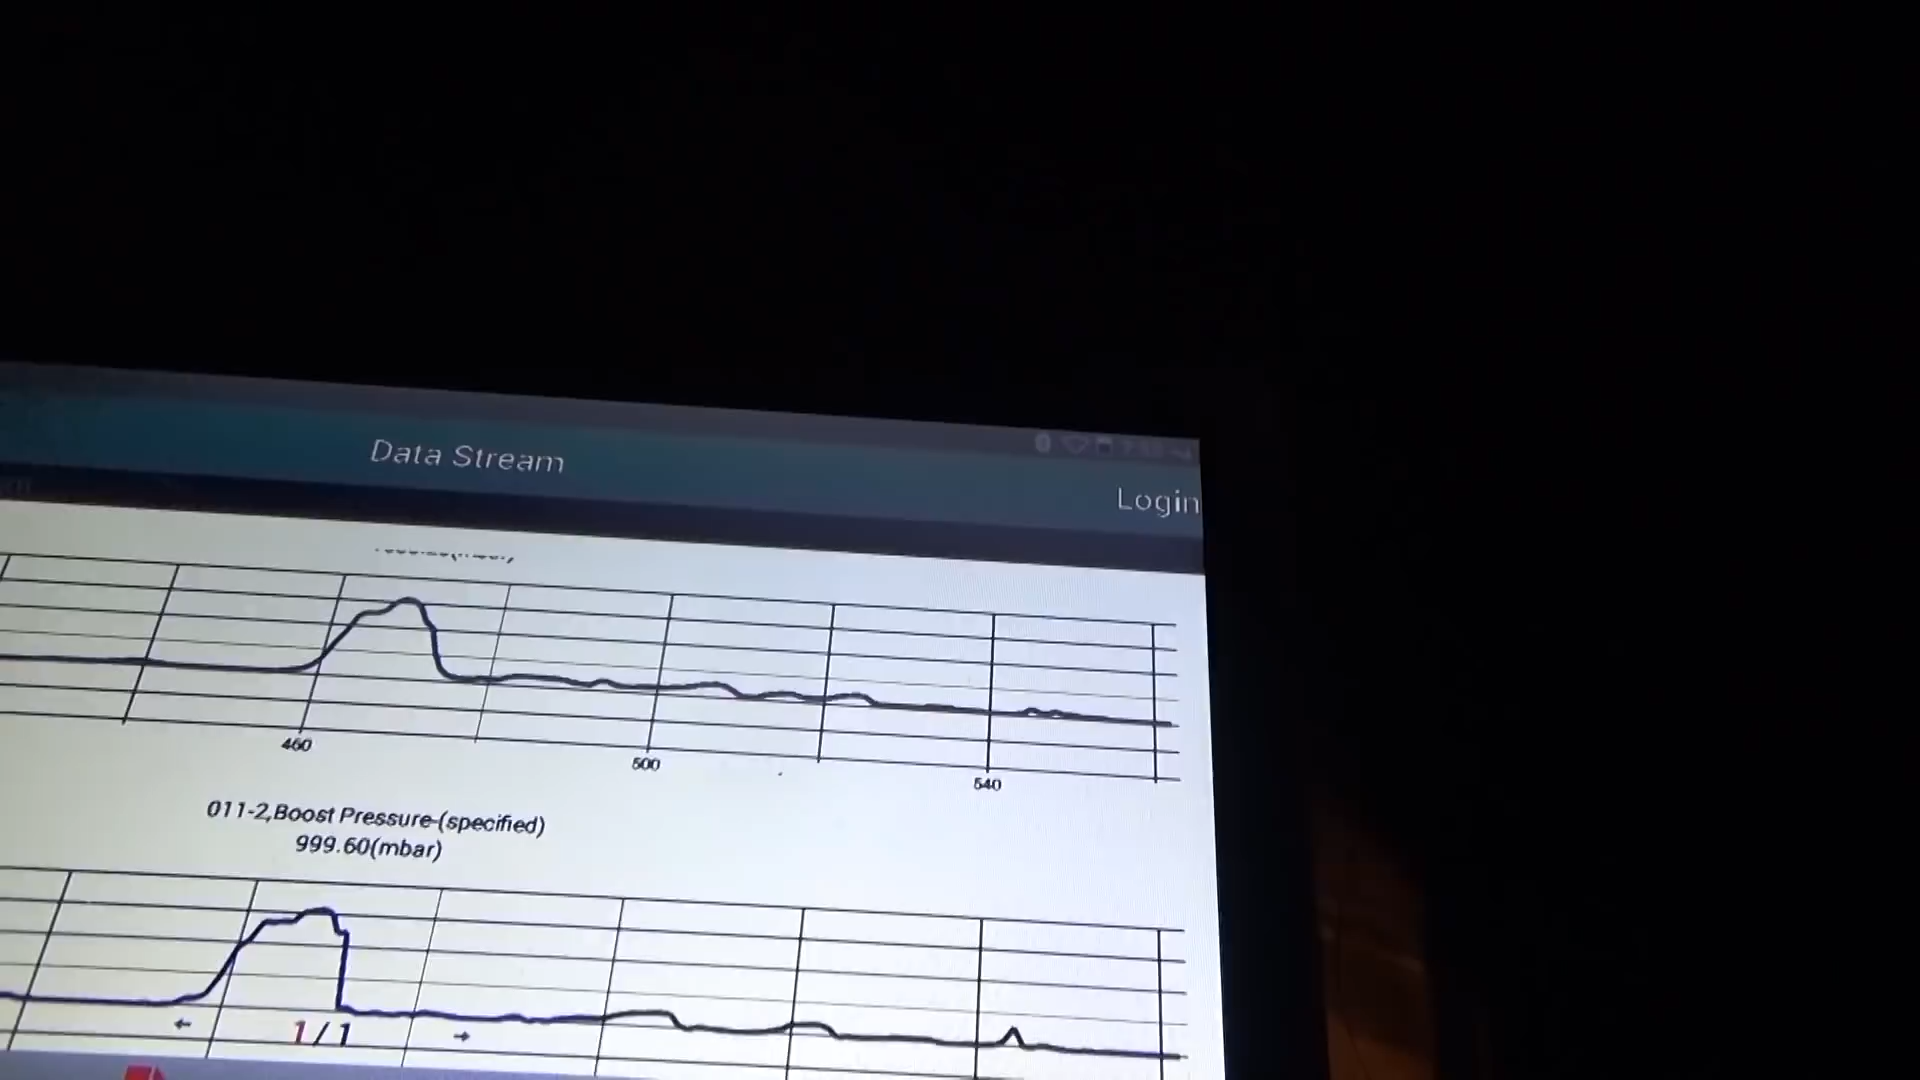 Data Stream
Login
460
500
540
011-2,Boost Pressure-(specified)
999.60(mbar)
1/1